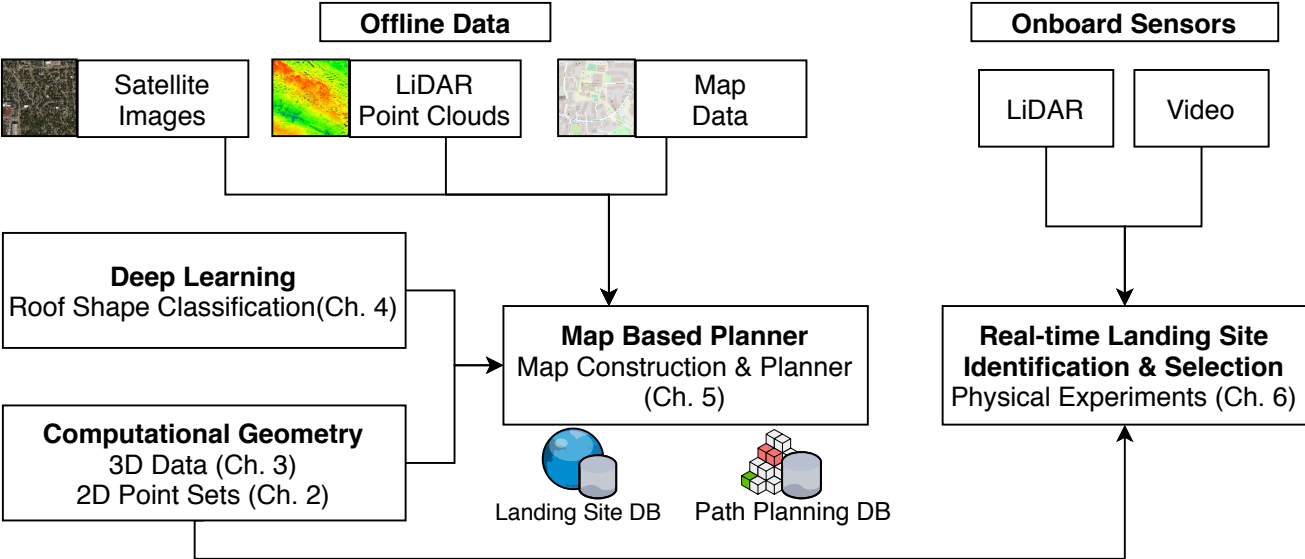 Offline Data
Onboard Sensors
Satellite
Images
LiDAR
Point Clouds
Map
Data
LiDAR
Video
Deep Learning
Roof Shape Classification(Ch. 4)
Map Based Planner
Map Construction & Planner
(Ch. 5)
Real-time Landing Site
Identification & Selection
Physical Experiments (Ch. 6)
Computational Geometry
3D Data (Ch. 3)
2D Point Sets (Ch. 2)
Landing Site DB
Path Planning DB